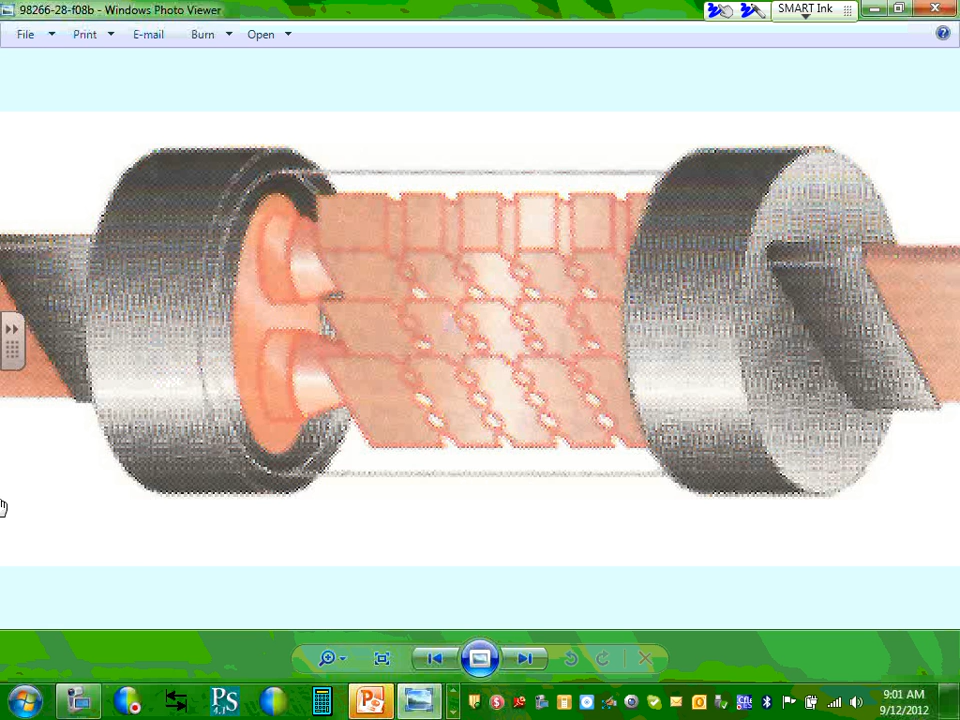 98266-28-f08b - Windows Photo Viewer
SMART Ink
File Print E-mail Burn Open
Ps
9:01 AM
9/12/2012